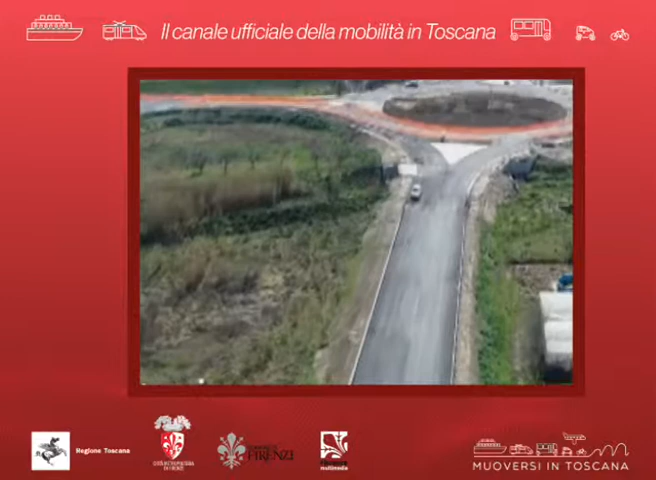 Il canale ufficiale della mobilità in Toscana
Regione Toscana
FIRENZE
MUOVERSI IN TOSCANA